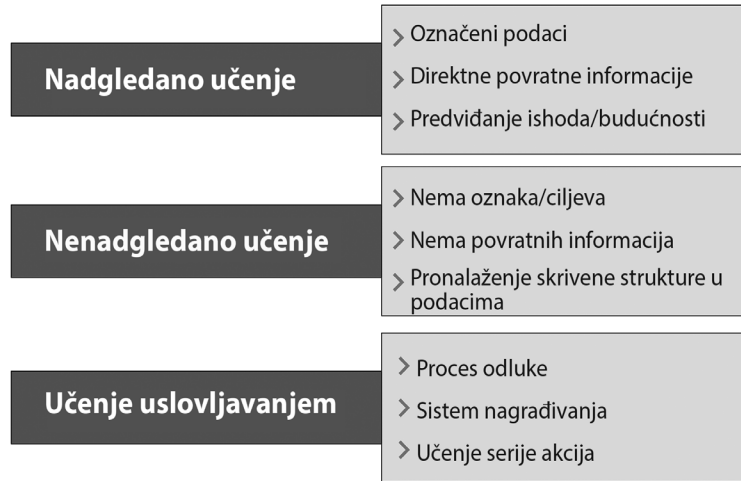 Nadgledano učenje
Označeni podaci
Direktne povratne informacije
Predviđanje ishoda/budućnosti
Nenadgledano učenje
Nema oznaka/ciljeva
Nema povratnih informacija
Pronalaženje skrivene strukture u
podacima
Učenje uslovljavanjem
Proces odluke
Sistem nagrađivanja
Učenje serije akcija